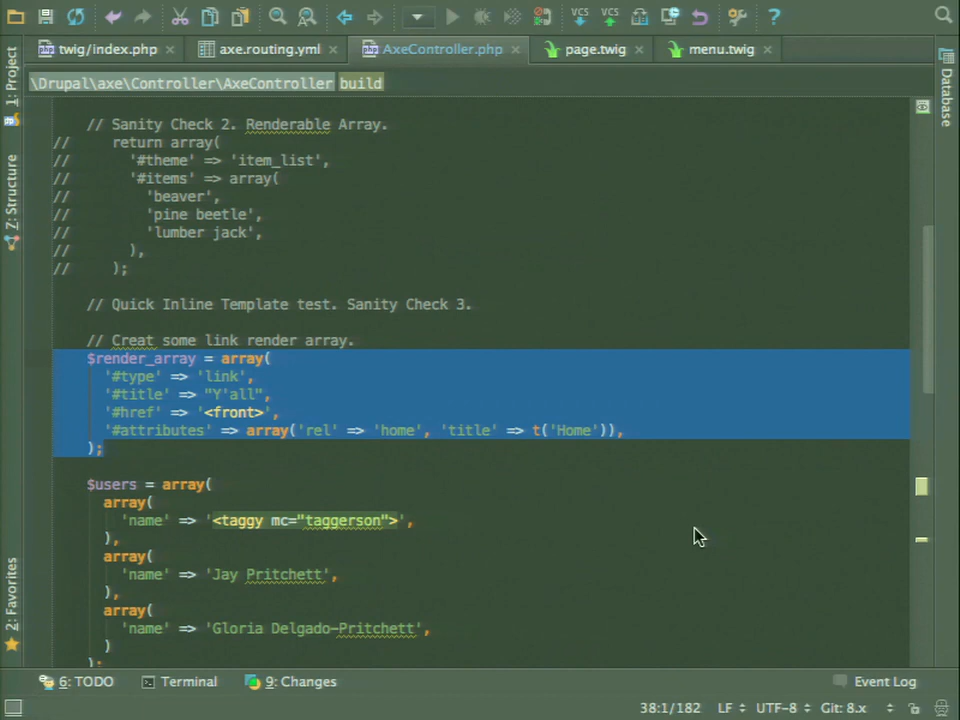 VCS VCS
twig/index.php axe.routing.yml AxeController.php page.twig menu.twig
\Drupal\axe\Controller\AxeController build
1: Project
Z: Structure
2: Favorites
Database
// Sanity Check 2. Renderable Array.
// return array(
// '#theme' => 'item_list',
// '#items' => array(
// 'beaver',
// 'pine beetle',
// 'lumber jack',
// ),
// );
// Quick Inline Template test. Sanity Check 3.
// Creat some link render array.
$render_array = array(
'#type' => 'link',
'#title' => "Y'all",
'#href' => '<front>',
'#attributes' => array('rel' => 'home', 'title' => t('Home')),
);
$users = array(
array(
'name' => '<taggy mc="taggerson">',
),
array(
'name' => 'Jay Pritchett',
),
array(
'name' => 'Gloria Delgado-Pritchett',
)
);
6: TODO Terminal 9: Changes Event Log
38:1/182 LF UTF-8 Git: 8.x